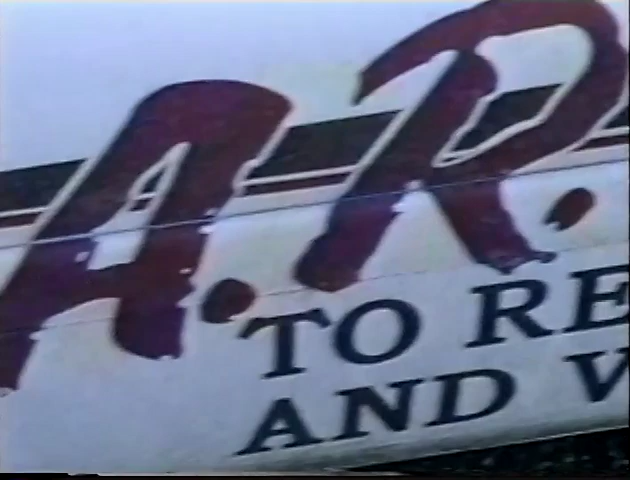 A.R.
TO RE
AND V